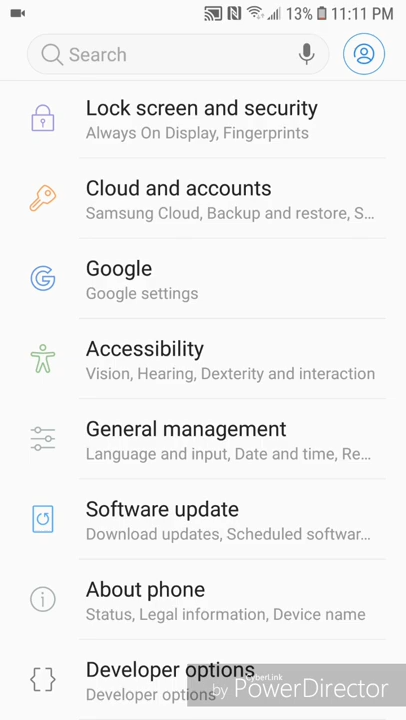 13% 11:11 PM
Search
Lock screen and security
Always On Display, Fingerprints
Cloud and accounts
Samsung Cloud, Backup and restore, S...
Google
Google settings
Accessibility
Vision, Hearing, Dexterity and interaction
General management
Language and input, Date and time, Re...
Software update
Download updates, Scheduled softwar...
About phone
Status, Legal information, Device name
Developer options
Developer options
CyberLink
by PowerDirector